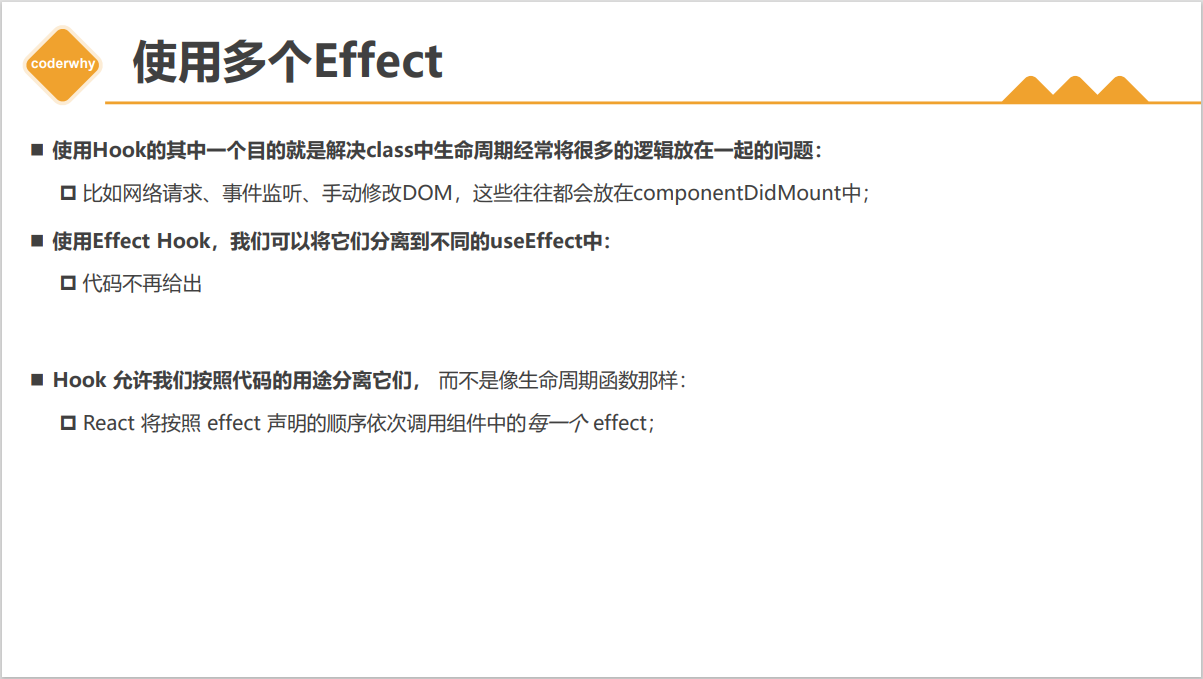 coderwhy
使用多个Effect
使用Hook的其中一个目的就是解决class中生命周期经常将很多的逻辑放在一起的问题：
比如网络请求、事件监听、手动修改DOM，这些往往都会放在componentDidMount中；
使用Effect Hook，我们可以将它们分离到不同的useEffect中：
代码不再给出
Hook 允许我们按照代码的用途分离它们， 而不是像生命周期函数那样：
React 将按照 effect 声明的顺序依次调用组件中的每一个 effect；